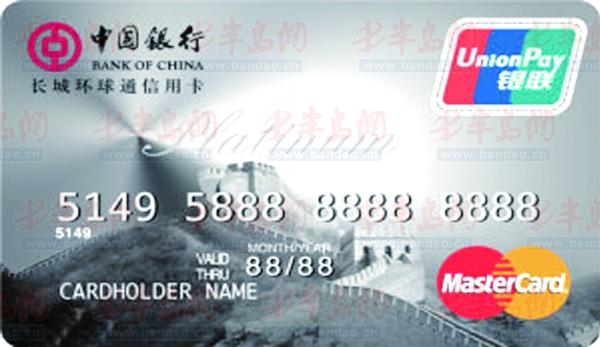 中国银行
BANK OF CHINA
长城环球通信用卡
UnionPay
银联
Platinum
5149 5888 8888 8888
5149
MONTH/YEAR
VALID THRU 88/88
CARDHOLDER NAME
MasterCard
半岛网
www.bandao.cn